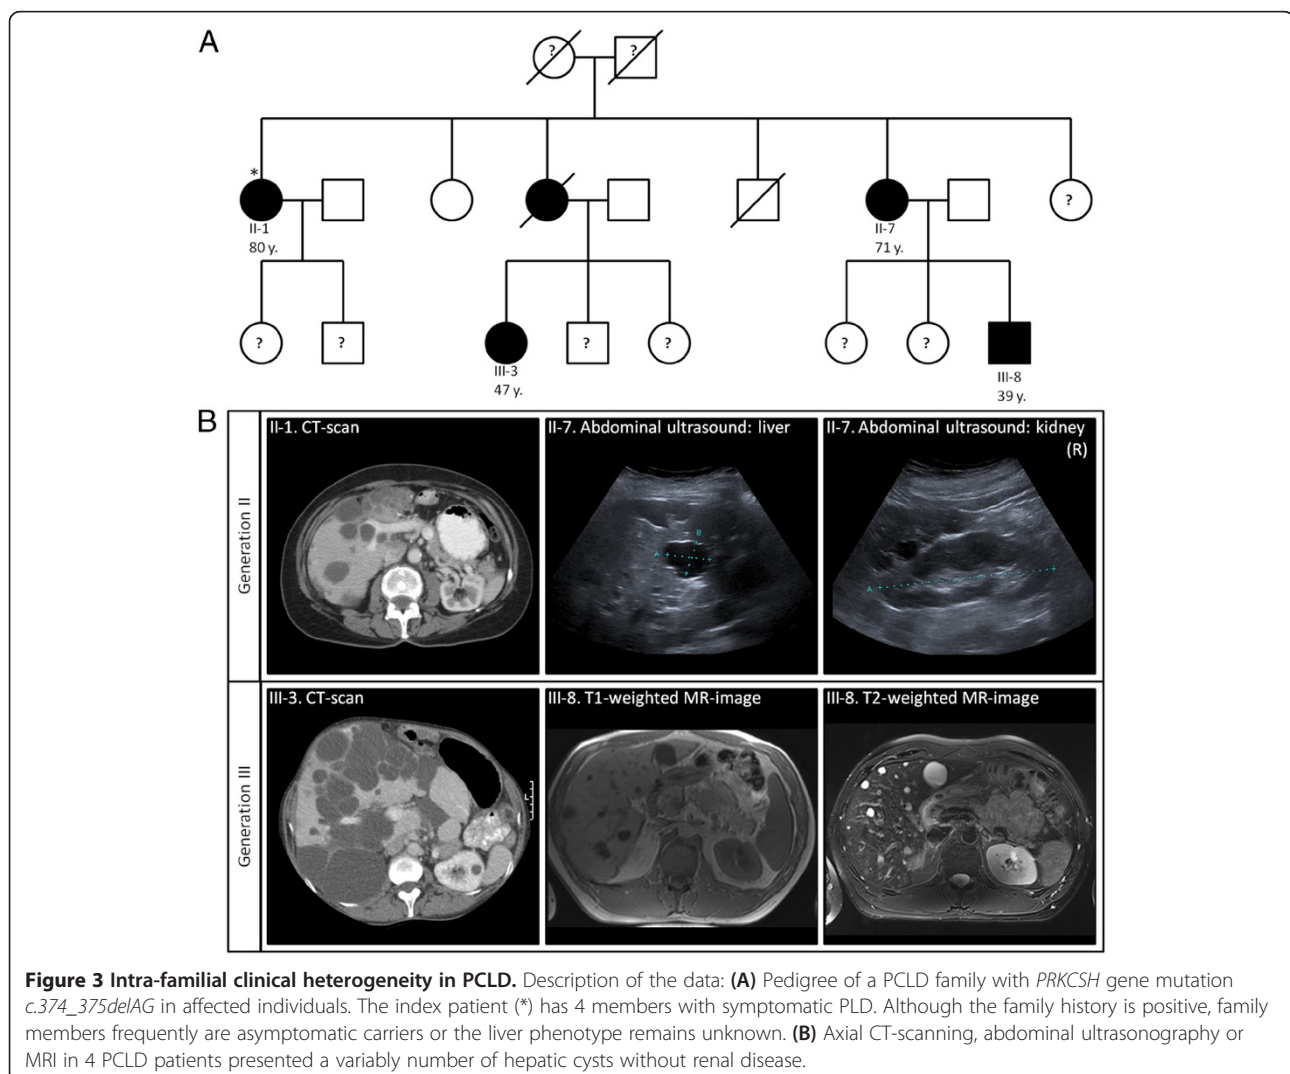 A
? ?
*
?
II-1
80 y.
II-7
71 y.
? ? ? ? ? ?
III-3
47 y.
III-8
39 y.
B
Generation II
II-1. CT-scan
II-7. Abdominal ultrasound: liver
A
B
II-7. Abdominal ultrasound: kidney
(R)
A
Generation III
III-3. CT-scan
III-8. T1-weighted MR-image
III-8. T2-weighted MR-image
Figure 3 Intra-familial clinical heterogeneity in PCLD. Description of the data: (A) Pedigree of a PCLD family with PRKCSH gene mutation
c.374_375delAG in affected individuals. The index patient (*) has 4 members with symptomatic PLD. Although the family history is positive, family
members frequently are asymptomatic carriers or the liver phenotype remains unknown. (B) Axial CT-scanning, abdominal ultrasonography or
MRI in 4 PCLD patients presented a variably number of hepatic cysts without renal disease.